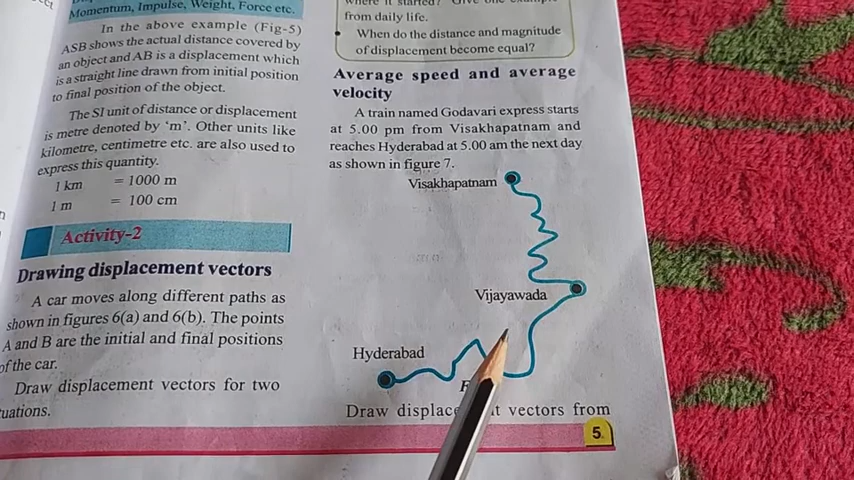 Momentum, Impulse, Weight, Force etc.
In the above example (Fig-5)
ASB shows the actual distance covered by
an object and AB is a displacement which
is a straight line drawn from initial position
to final position of the object.
The SI unit of distance or displacement
is metre denoted by ‘m’. Other units like
kilometre, centimetre etc. are also used to
express this quantity.
1 km = 1000 m
1 m = 100 cm
Activity-2
Drawing displacement vectors
A car moves along different paths as
shown in figures 6(a) and 6(b). The points
A and B are the initial and final positions
of the car.
Draw displacement vectors for two
from daily life.
• When do the distance and magnitude
of displacement become equal?
Average speed and average
velocity
A train named Godavari express starts
at 5.00 pm from Visakhapatnam and
reaches Hyderabad at 5.00 am the next day
as shown in figure 7.
Visakhapatnam
Vijayawada
Hyderabad
Draw vectors from
5